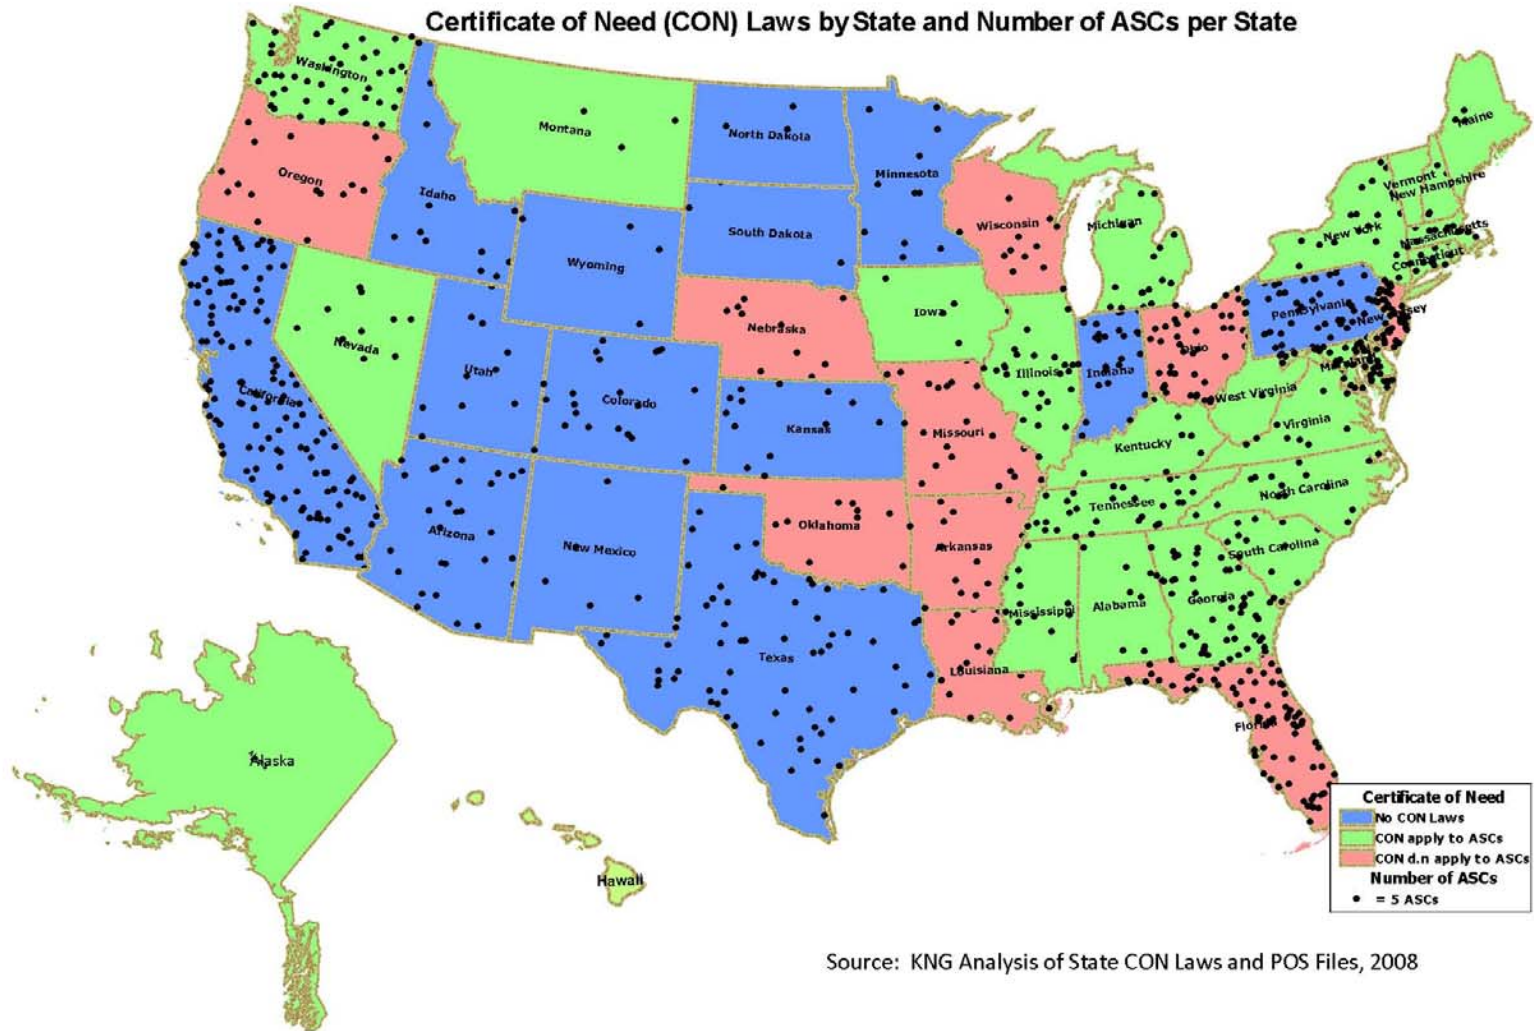 Certificate of Need (CON) Laws by State and Number of ASCs per State
Washington
Montana
North Dakota
Minnesota
Maine
Oregon
Idaho
Wisconsin
Michigan
Vermont
New Hampshire
South Dakota
New York
Massachusetts
Wyoming
Connecticut
Iowa
Nebraska
Pennsylvania
New Jersey
Nevada
Utah
Colorado
Illinois
Indiana
Ohio
Maryland
California
Kansas
Missouri
West Virginia
Virginia
Kentucky
Arizona
New Mexico
Oklahoma
Arkansas
Tennessee
North Carolina
South Carolina
Mississippi
Alabama
Georgia
Texas
Louisiana
Florida
Alaska
Hawaii
Certificate of Need
No CON Laws
CON apply to ASCs
CON d.n apply to ASCs
Number of ASCs
= 5 ASCs
Source: KNG Analysis of State CON Laws and POS Files, 2008